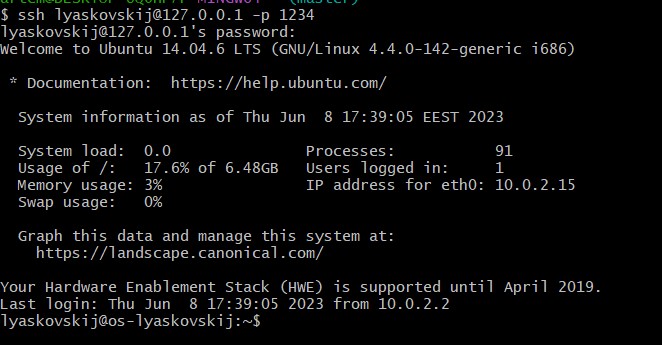 $ ssh lyaskovskij@127.0.0.1 -p 1234
lyaskovskij@127.0.0.1's password:
Welcome to Ubuntu 14.04.6 LTS (GNU/Linux 4.4.0-142-generic i686)
* Documentation:  https://help.ubuntu.com/
System information as of Thu Jun  8 17:39:05 EEST 2023
System load:  0.0               Processes:           91
Usage of /:   17.6% of 6.48GB   Users logged in:     1
Memory usage: 3%                IP address for eth0: 10.0.2.15
Swap usage:   0%
Graph this data and manage this system at:
https://landscape.canonical.com/
Your Hardware Enablement Stack (HWE) is supported until April 2019.
Last login: Thu Jun  8 17:39:05 2023 from 10.0.2.2
lyaskovskij@os-lyaskovskij:~$